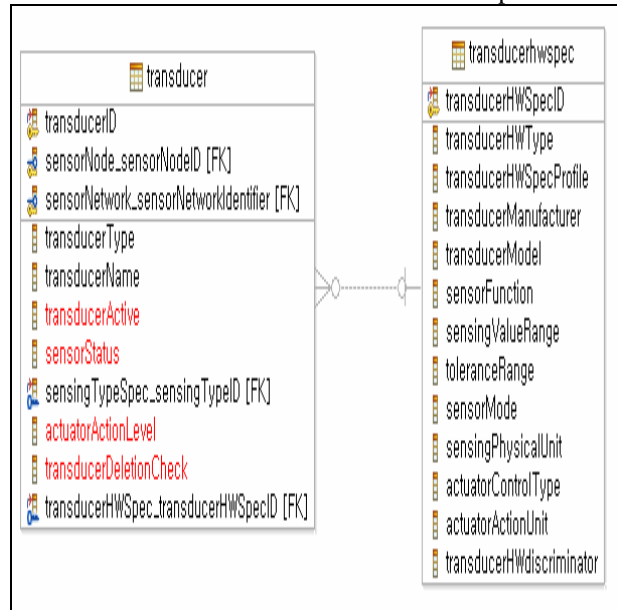 transducer
transducerID
sensorNode_sensorNodeID [FK]
sensorNetwork_sensorNetworkIdentifier [FK]
transducerType
transducerName
transducerActive
sensorStatus
sensingTypeSpec_sensingTypeID [FK]
actuatorActionLevel
transducerDeletionCheck
transducerHWSpec_transducerHWSpecID [FK]
transducerhwspec
transducerHWSpecID
transducerHWType
transducerHWSpecProfile
transducerManufacturer
transducerModel
sensorFunction
sensingValueRange
toleranceRange
sensorMode
sensingPhysicalUnit
actuatorControlType
actuatorActionUnit
transducerHWdiscriminator